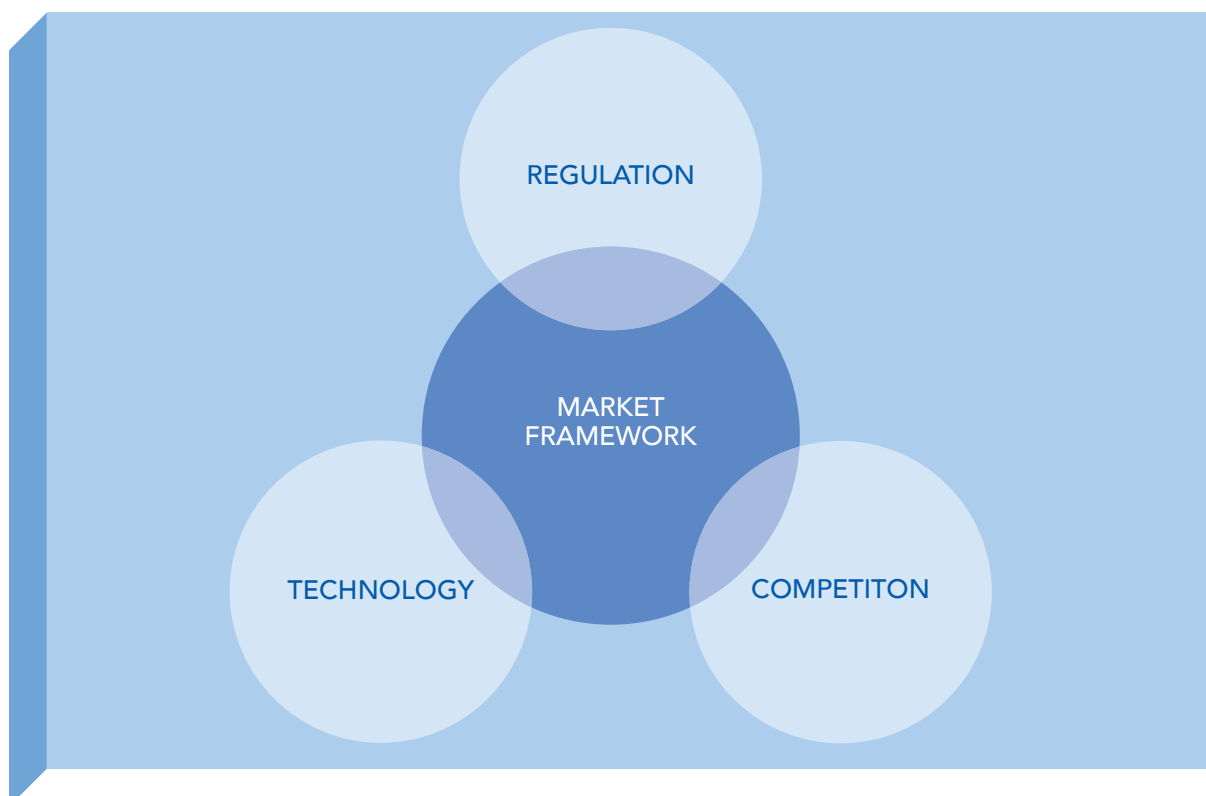 REGULATION
MARKET
FRAMEWORK
TECHNOLOGY
COMPETITON